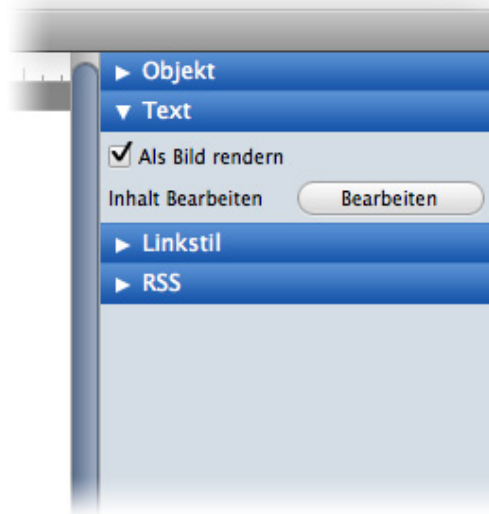 Objekt
Text
Als Bild rendern
Inhalt Bearbeiten Bearbeiten
Linkstil
RSS